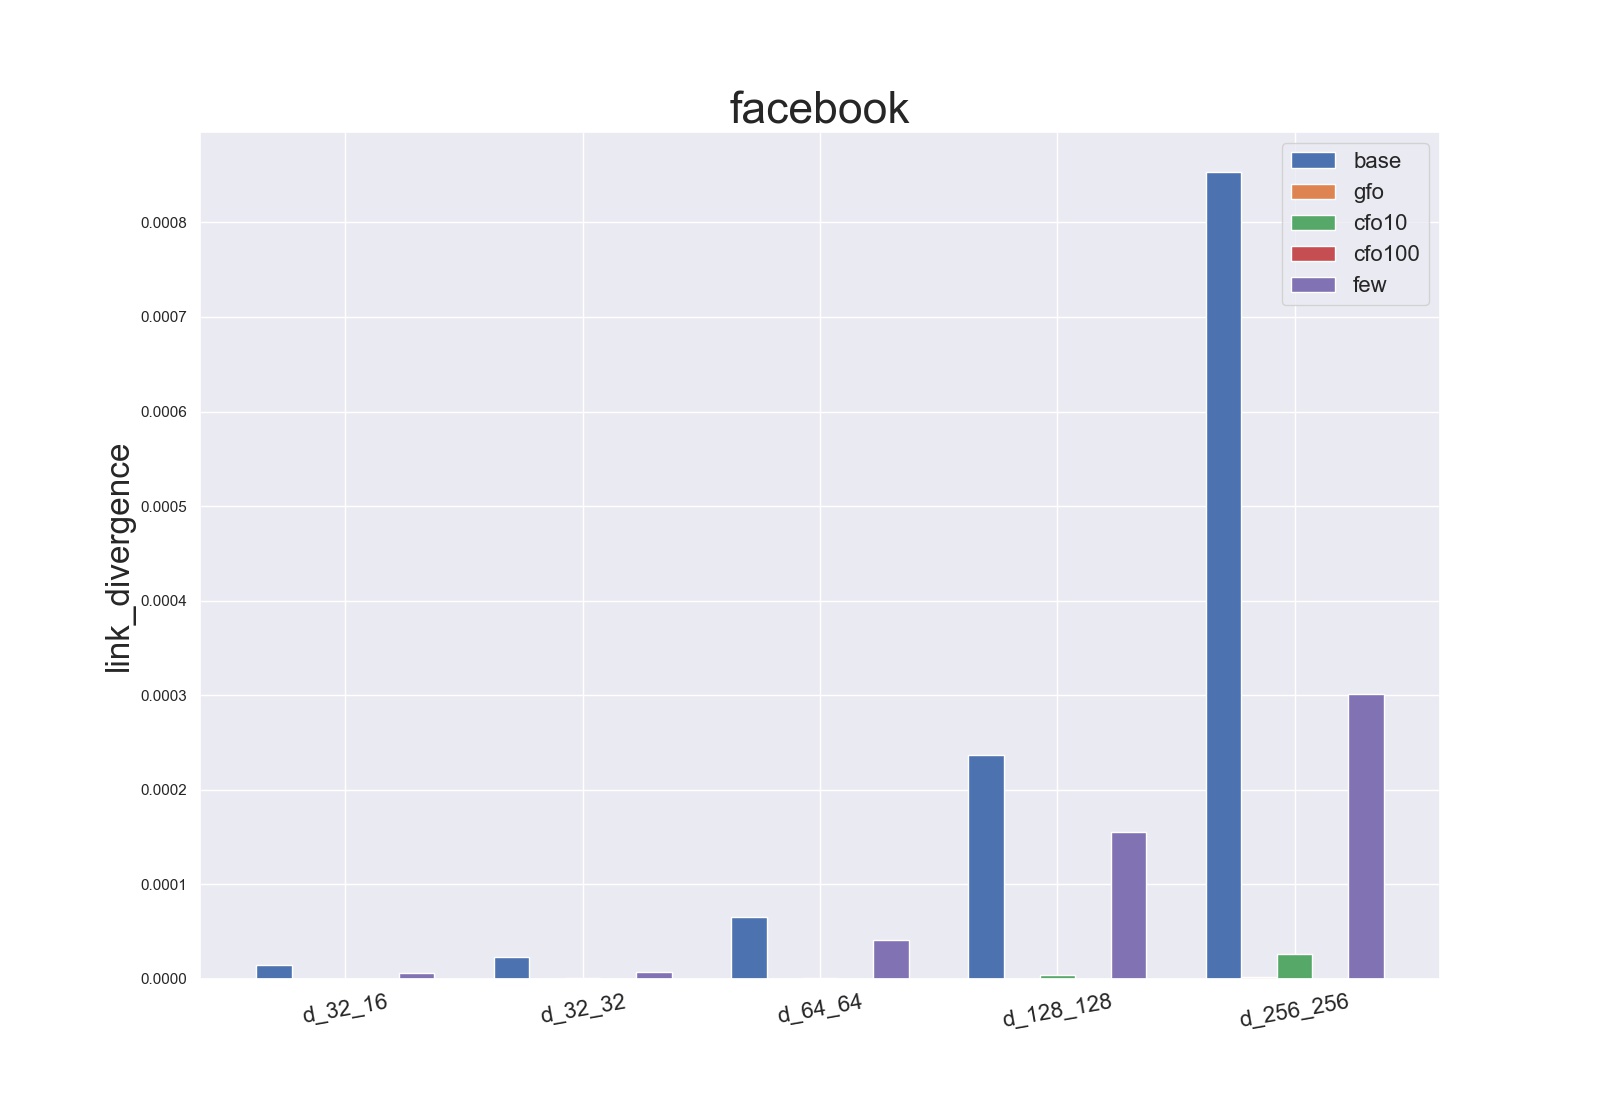 facebook
base
gfo
cfo10
cfo100
few
link_divergence
0.0008
0.0007
0.0006
0.0005
0.0004
0.0003
0.0002
0.0001
0.0000
d_32_16
d_32_32
d_64_64
d_128_128
d_256_256